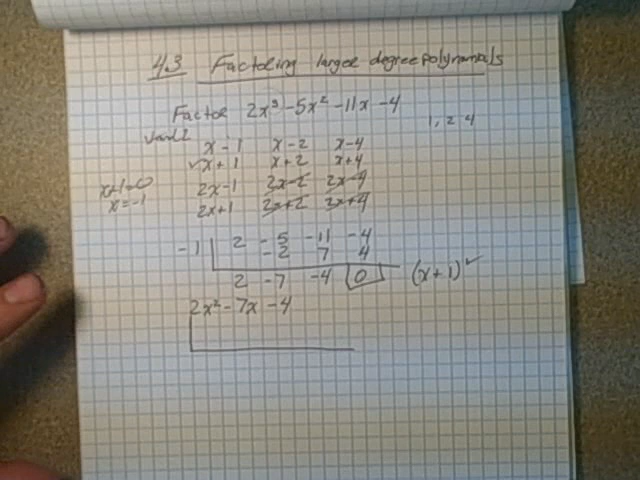 4.3 Factoring larger degree polynomials
Factor 2x³ -5x² -11x -4
1, 2 4
x - 1 x - 2 x - 4
✓x + 1 x + 2 x + 4
x+1=0 2x-1 2x-2 2x-4
x=-1 2x+1 2x+2 2x+4
-1 2 -5 -11 -4
-2 7 4
2 -7 -4 0 (x+1)✓
2x² - 7x - 4